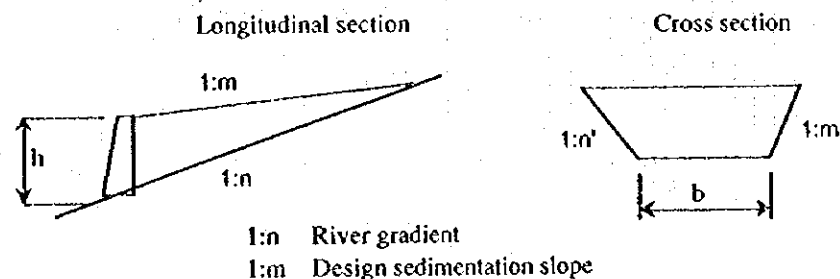 Longitudinal section
Cross section
1:m
h
1:n
1:n'
1:m
b
1:n River gradient
1:m Design sedimentation slope